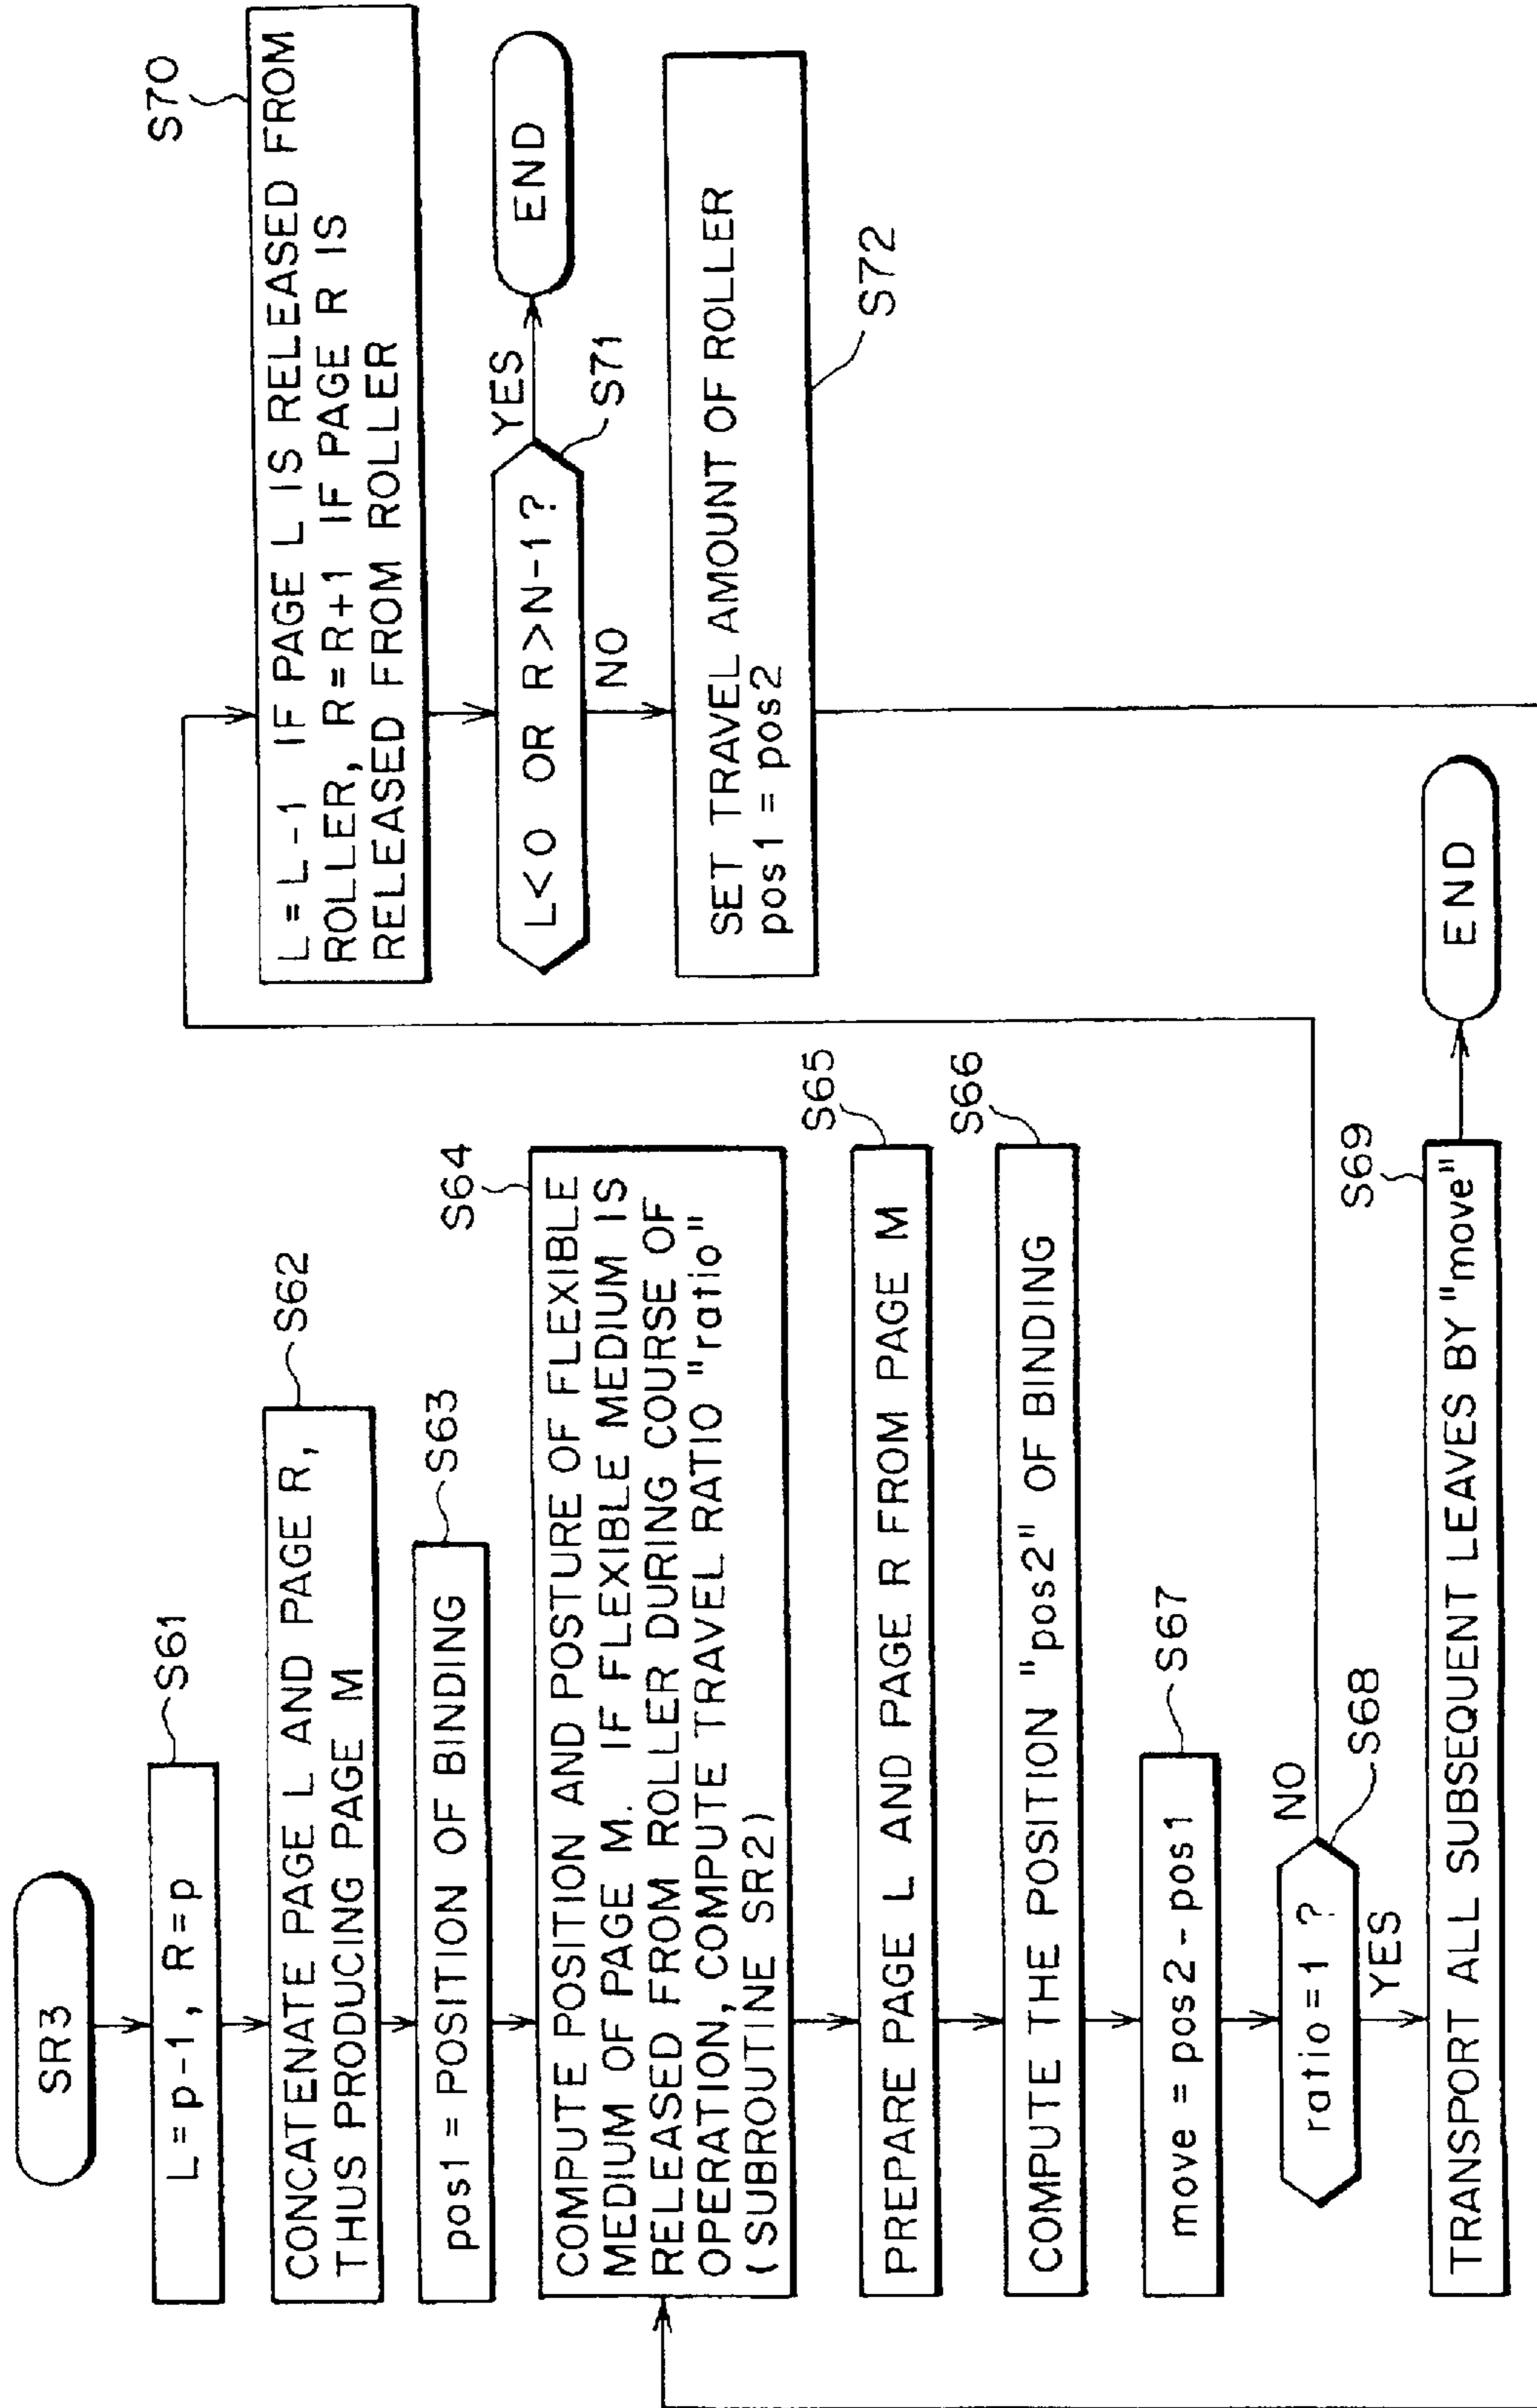 SR3
L=p-1, R=p
S61
CONCATENATE PAGE L AND PAGE R,
THUS PRODUCING PAGE M
S62
pos1 = POSITION OF BINDING
S63
COMPUTE POSITION AND POSTURE OF FLEXIBLE
MEDIUM OF PAGE M. IF FLEXIBLE MEDIUM IS
RELEASED FROM ROLLER DURING COURSE OF
OPERATION, COMPUTE TRAVEL RATIO "ratio"
(SUBROUTINE SR2)
S64
PREPARE PAGE L AND PAGE R FROM PAGE M
S65
COMPUTE THE POSITION "pos2" OF BINDING
S66
move = pos2 - pos1
S67
ratio=1 ?
S68
NO
YES
TRANSPORT ALL SUBSEQUENT LEAVES BY "move"
S69
END
L=L-1 IF PAGE L IS RELEASED FROM
ROLLER, R=R+1 IF PAGE R IS
RELEASED FROM ROLLER
S70
L<0 OR R>N-1?
S71
YES
END
NO
SET TRAVEL AMOUNT OF ROLLER
pos1 = pos2
S72